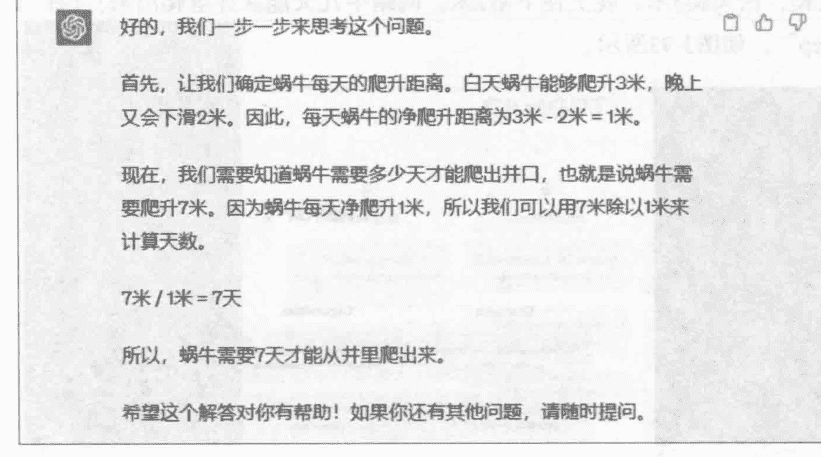 好的，我们一步一步来思考这个问题。
首先，让我们确定蜗牛每天的爬升距离。白天蜗牛能够爬升3米，晚上
又会下滑2米。因此，每天蜗牛的净爬升距离为3米 - 2米 = 1米。
现在，我们需要知道蜗牛需要多少天才能爬出井口，也就是说蜗牛需
要爬升7米。因为蜗牛每天净爬升1米，所以我们可以用7米除以1米来
计算天数。
7米 / 1米 = 7天
所以，蜗牛需要7天才能从井里爬出来。
希望这个解答对你有帮助！如果你还有其他问题，请随时提问。